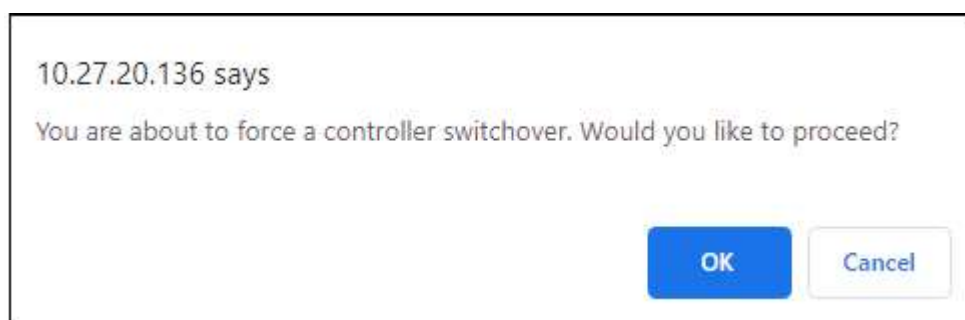 10.27.20.136 says
You are about to force a controller switchover. Would you like to proceed?
OK
Cancel